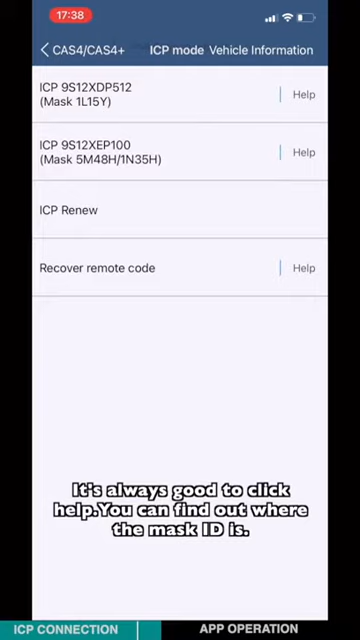 17:38
CAS4/CAS4+ ICP mode Vehicle Information
ICP 9S12XDP512
(Mask 1L15Y)
Help
ICP 9S12XEP100
(Mask 5M48H/1N35H)
Help
ICP Renew
Recover remote code
Help
It's always good to click
help.You can find out where
the mask ID is.
ICP CONNECTION
APP OPERATION